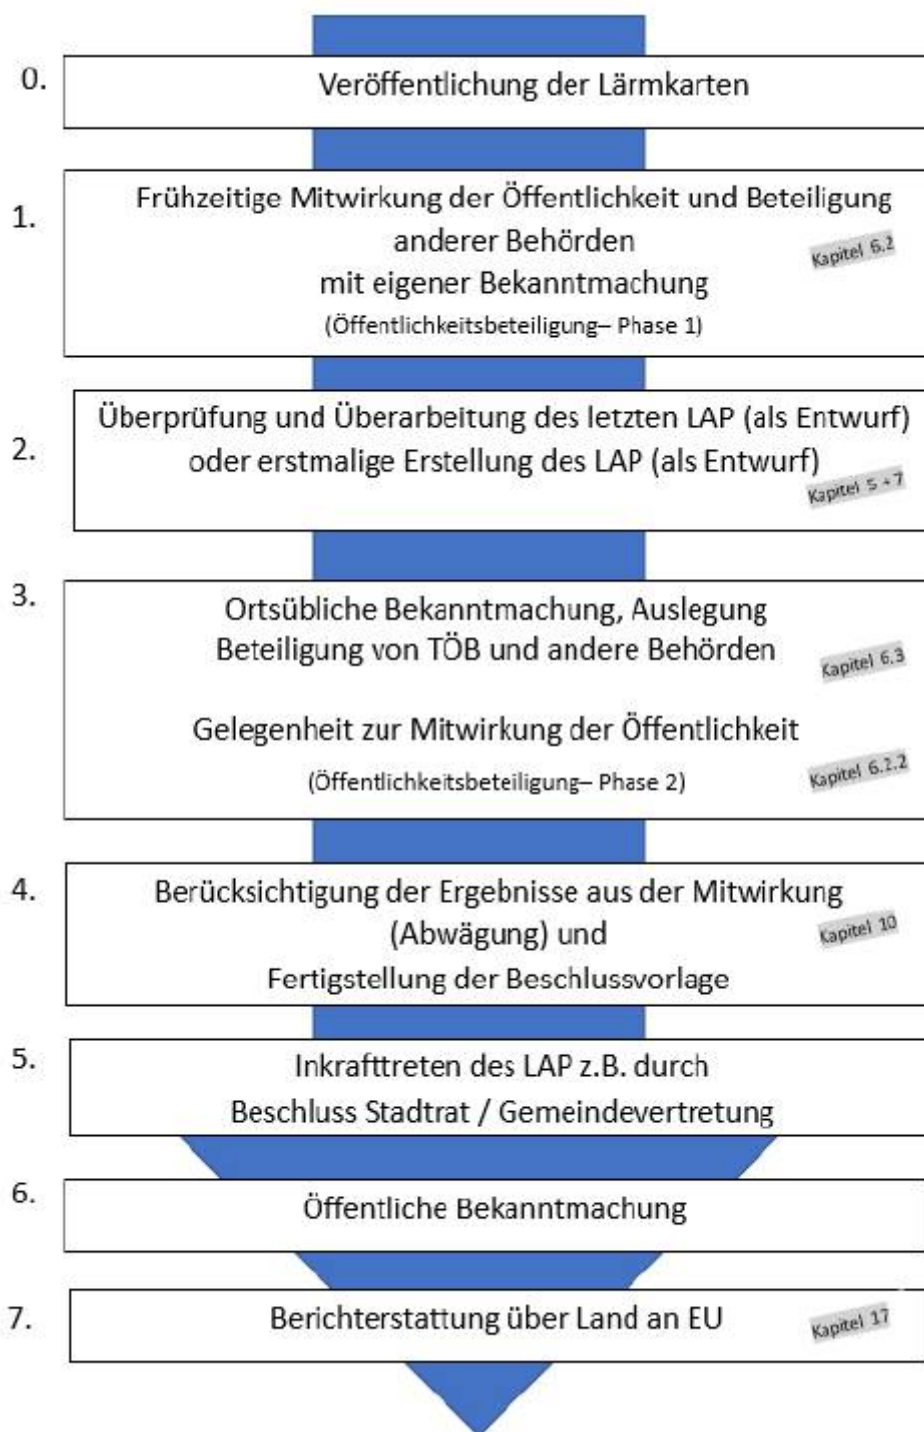 0.
Veröffentlichung der Lärmkarten
1.
Frühzeitige Mitwirkung der Öffentlichkeit und Beteiligung
anderer Behörden
Kapitel 6.2
mit eigener Bekanntmachung
(Öffentlichkeitsbeteiligung– Phase 1)
2.
Überprüfung und Überarbeitung des letzten LAP (als Entwurf)
oder erstmalige Erstellung des LAP (als Entwurf)
Kapitel 5 + 7
3.
Ortsübliche Bekanntmachung, Auslegung
Beteiligung von TÖB und andere Behörden
Kapitel 6.3
Gelegenheit zur Mitwirkung der Öffentlichkeit
(Öffentlichkeitsbeteiligung– Phase 2)
Kapitel 6.2.2
4.
Berücksichtigung der Ergebnisse aus der Mitwirkung
(Abwägung) und
Kapitel 10
Fertigstellung der Beschlussvorlage
5.
Inkrafttreten des LAP z.B. durch
Beschluss Stadtrat / Gemeindevertretung
6.
Öffentliche Bekanntmachung
7.
Berichterstattung über Land an EU
Kapitel 17